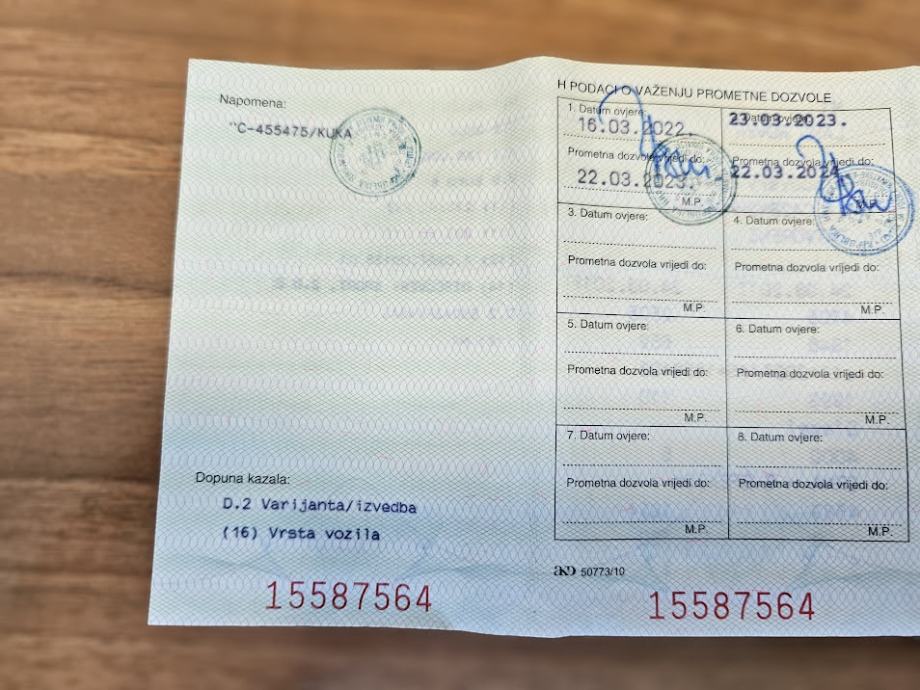 Napomena:
"C-455475/KUKA
Dopuna kazala:
D.2 Varijanta/izvedba
(16) Vrsta vozila
15587564
H PODACI O VAŽENJU PROMETNE DOZVOLE
1. Datum ovjere:
16.03.2022.
Prometna dozvola vrijedi do:
22.03.2023.
M.P.
Datum ovjere:
23.03.2023.
Prometna dozvola vrijedi do:
22.03.2024.
3. Datum ovjere:
Prometna dozvola vrijedi do:
M.P.
4. Datum ovjere:
Prometna dozvola vrijedi do:
M.P.
5. Datum ovjere:
Prometna dozvola vrijedi do:
M.P.
6. Datum ovjere:
Prometna dozvola vrijedi do:
M.P.
7. Datum ovjere:
Prometna dozvola vrijedi do:
M.P.
8. Datum ovjere:
Prometna dozvola vrijedi do:
M.P.
AKD 50773/10
15587564